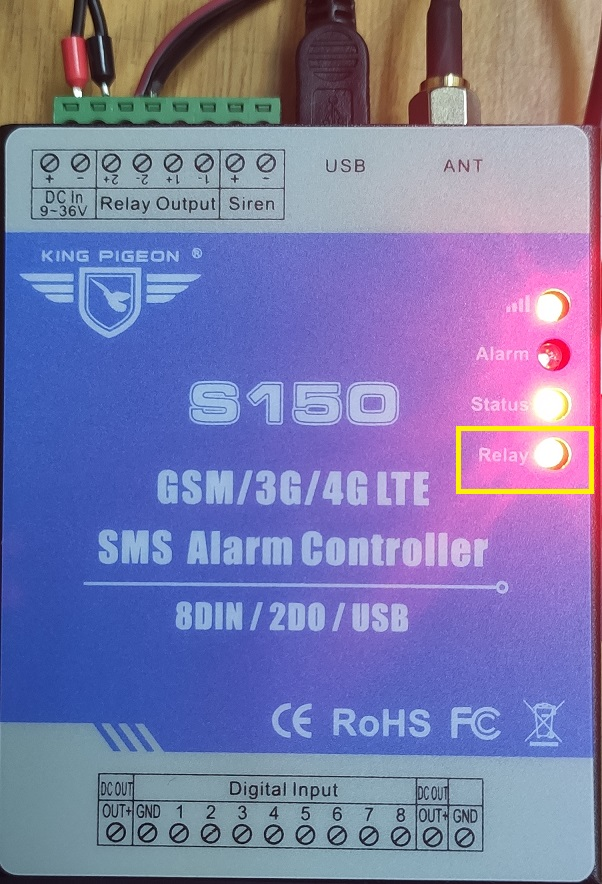 USB
ANT
+ - 2+ 2- 1+ 1- + -
DC In
9~36V
Relay Output
Siren
KING PIGEON ®
Alarm
S150
Status
Relay
GSM/3G/4G LTE
SMS Alarm Controller
8DIN / 2DO / USB
CE RoHS FC
DC OUT
Digital Input
DC OUT
OUT+ GND 1 2 3 4 5 6 7 8 OUT+ GND